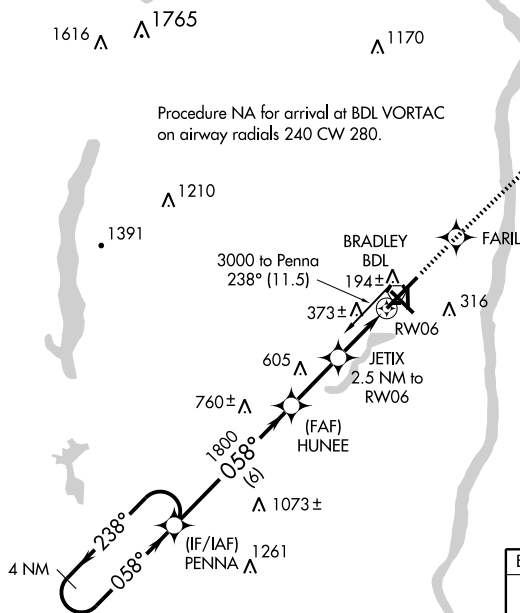 1616
1765
1170
Procedure NA for arrival at BDL VORTAC
on airway radials 240 CW 280.
1210
1391
BRADLEY
BDL
FARIL
3000 to Penna
238° (11.5)
194±
373±
316
RW06
605
JETIX
2.5 NM to
RW06
760±
(FAF)
HUNEE
1800
058°
(6)
1073±
238°
(IF/IAF)
PENNA
1261
4 NM
058°
E